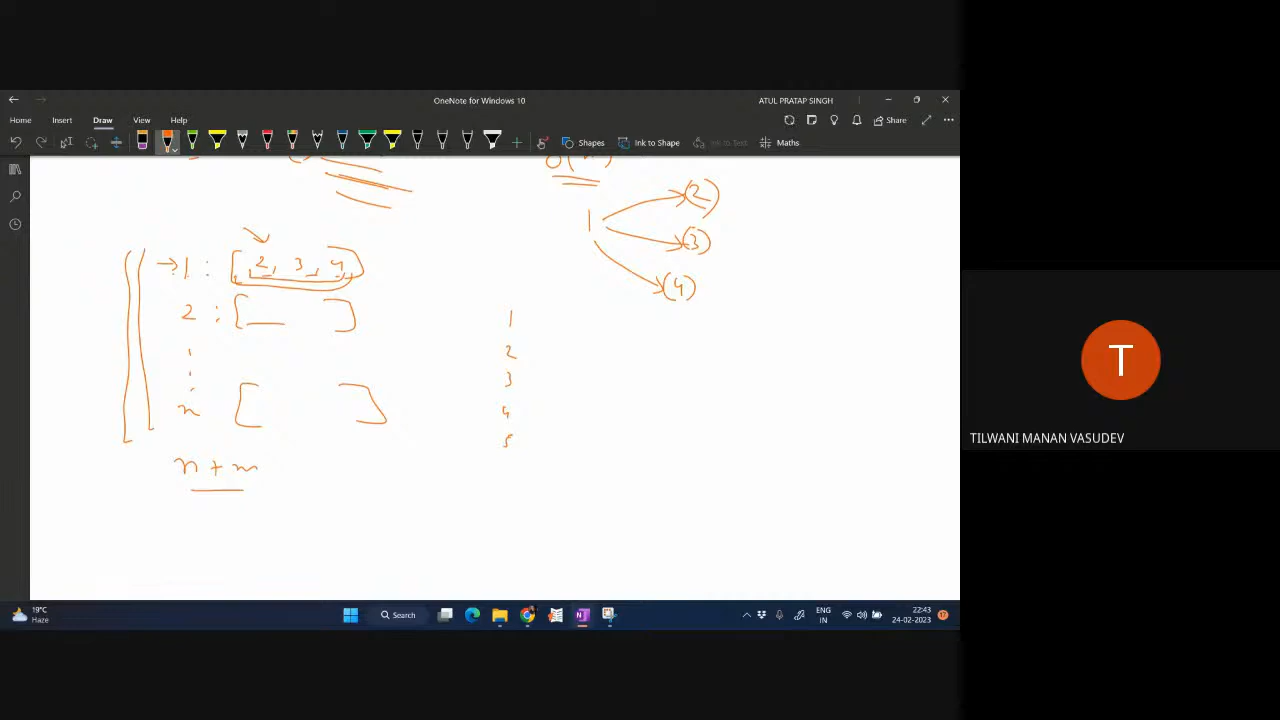 OneNote for Windows 10
ATUL PRATAP SINGH
Home Insert Draw View Help
Share
Shapes Ink to Shape Ink to Text Maths
1 (2)
(3)
(4)
→ 1 : [ , 2, 3, 4, ]
2 : [ ]
n [ ]
n + m
1
2
3
4
5
T
TILWANI MANAN VASUDEV
19°C
Haze
Search
ENG
IN
22:43
24-02-2023
17